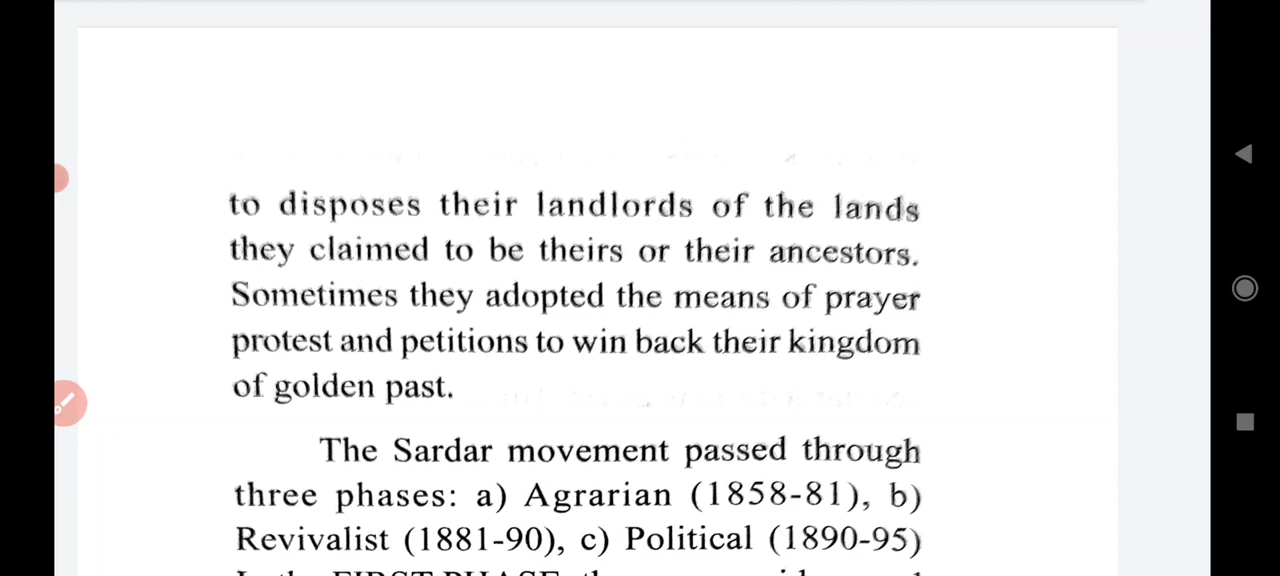 to disposes their landlords of the lands
they claimed to be theirs or their ancestors.
Sometimes they adopted the means of prayer
protest and petitions to win back their kingdom
of golden past.
The Sardar movement passed through
three phases: a) Agrarian (1858-81), b)
Revivalist (1881-90), c) Political (1890-95)